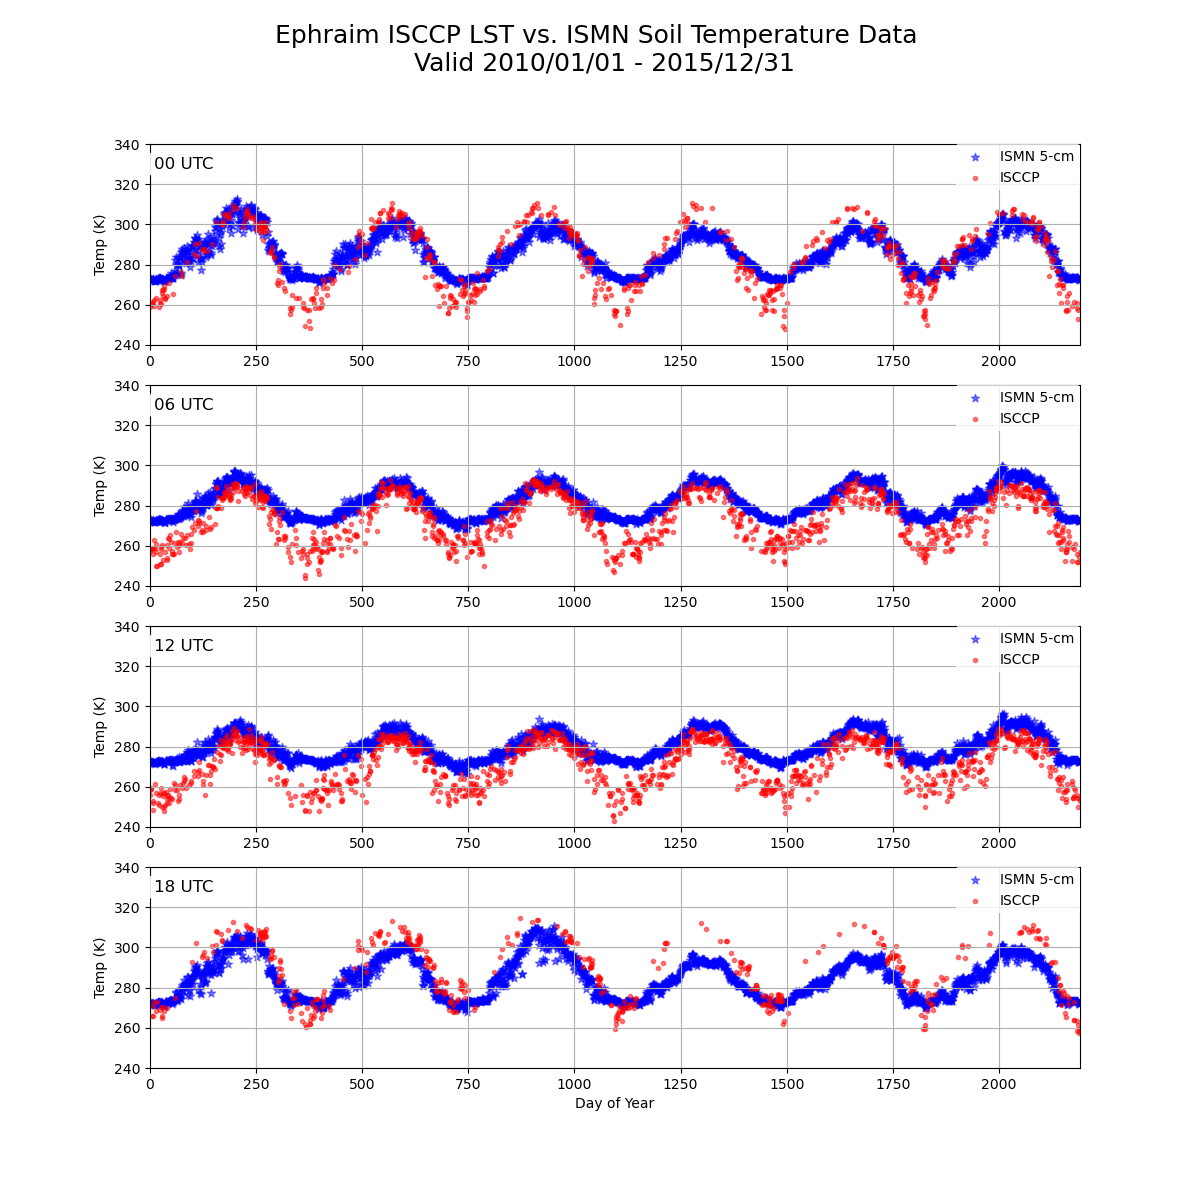 Ephraim ISCCP LST vs. ISMN Soil Temperature Data
Valid 2010/01/01 - 2015/12/31
340
320
300
280
260
240
Temp (K)
00 UTC
ISMN 5-cm
ISCCP
0 250 500 750 1000 1250 1500 1750 2000
340
320
300
280
260
240
Temp (K)
06 UTC
ISMN 5-cm
ISCCP
0 250 500 750 1000 1250 1500 1750 2000
340
320
300
280
260
240
Temp (K)
12 UTC
ISMN 5-cm
ISCCP
0 250 500 750 1000 1250 1500 1750 2000
340
320
300
280
260
240
Temp (K)
18 UTC
ISMN 5-cm
ISCCP
0 250 500 750 1000 1250 1500 1750 2000
Day of Year